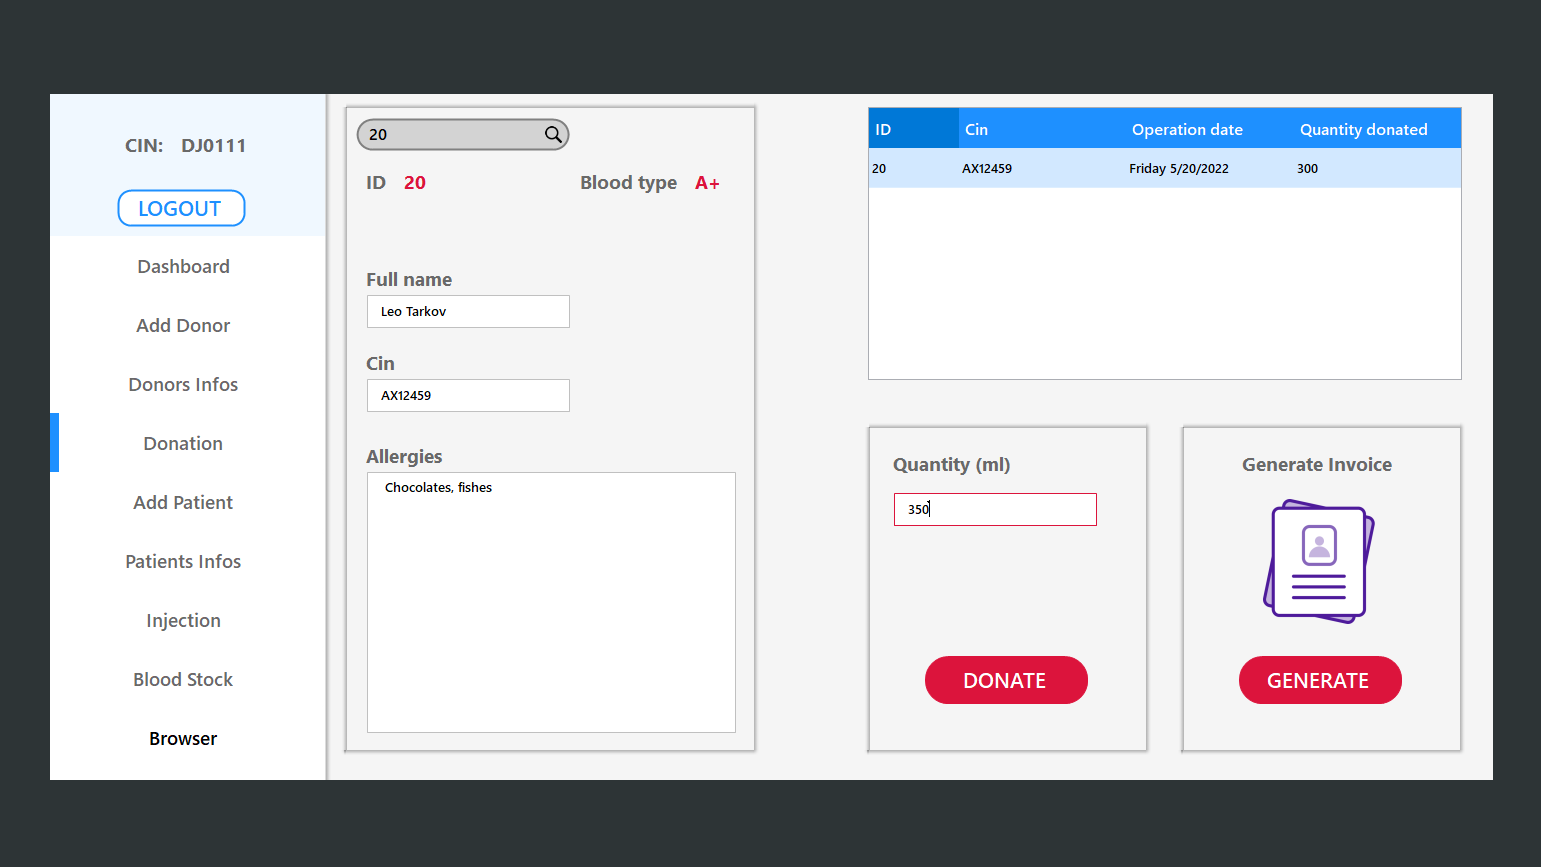 CIN: DJ0111
LOGOUT
Dashboard
Add Donor
Donors Infos
Donation
Add Patient
Patients Infos
Injection
Blood Stock
Browser
20
ID 20 Blood type A+
Full name
Leo Tarkov
Cin
AX12459
Allergies
Chocolates, fishes
ID Cin Operation date Quantity donated
20 AX12459 Friday 5/20/2022 300
Quantity (ml)
350
DONATE
Generate Invoice
GENERATE